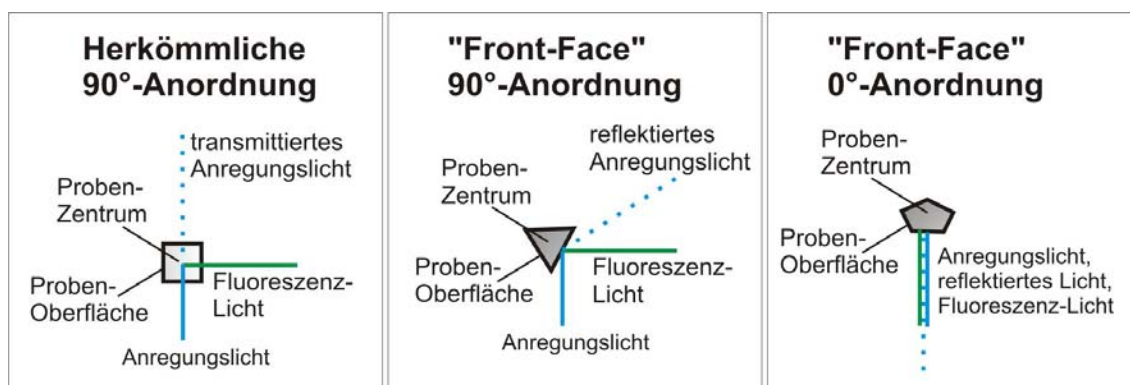 Herkömmliche
90°-Anordnung
transmittiertes
Anregungslicht
Proben-
Zentrum
Proben-
Oberfläche
Fluoreszenz-
Licht
Anregungslicht
"Front-Face"
90°-Anordnung
reflektiertes
Anregungslicht
Proben-
Zentrum
Proben-
Oberfläche
Fluoreszenz-
Licht
Anregungslicht
"Front-Face"
0°-Anordnung
Proben-
Zentrum
Proben-
Oberfläche
Anregungslicht,
reflektiertes Licht,
Fluoreszenz-Licht